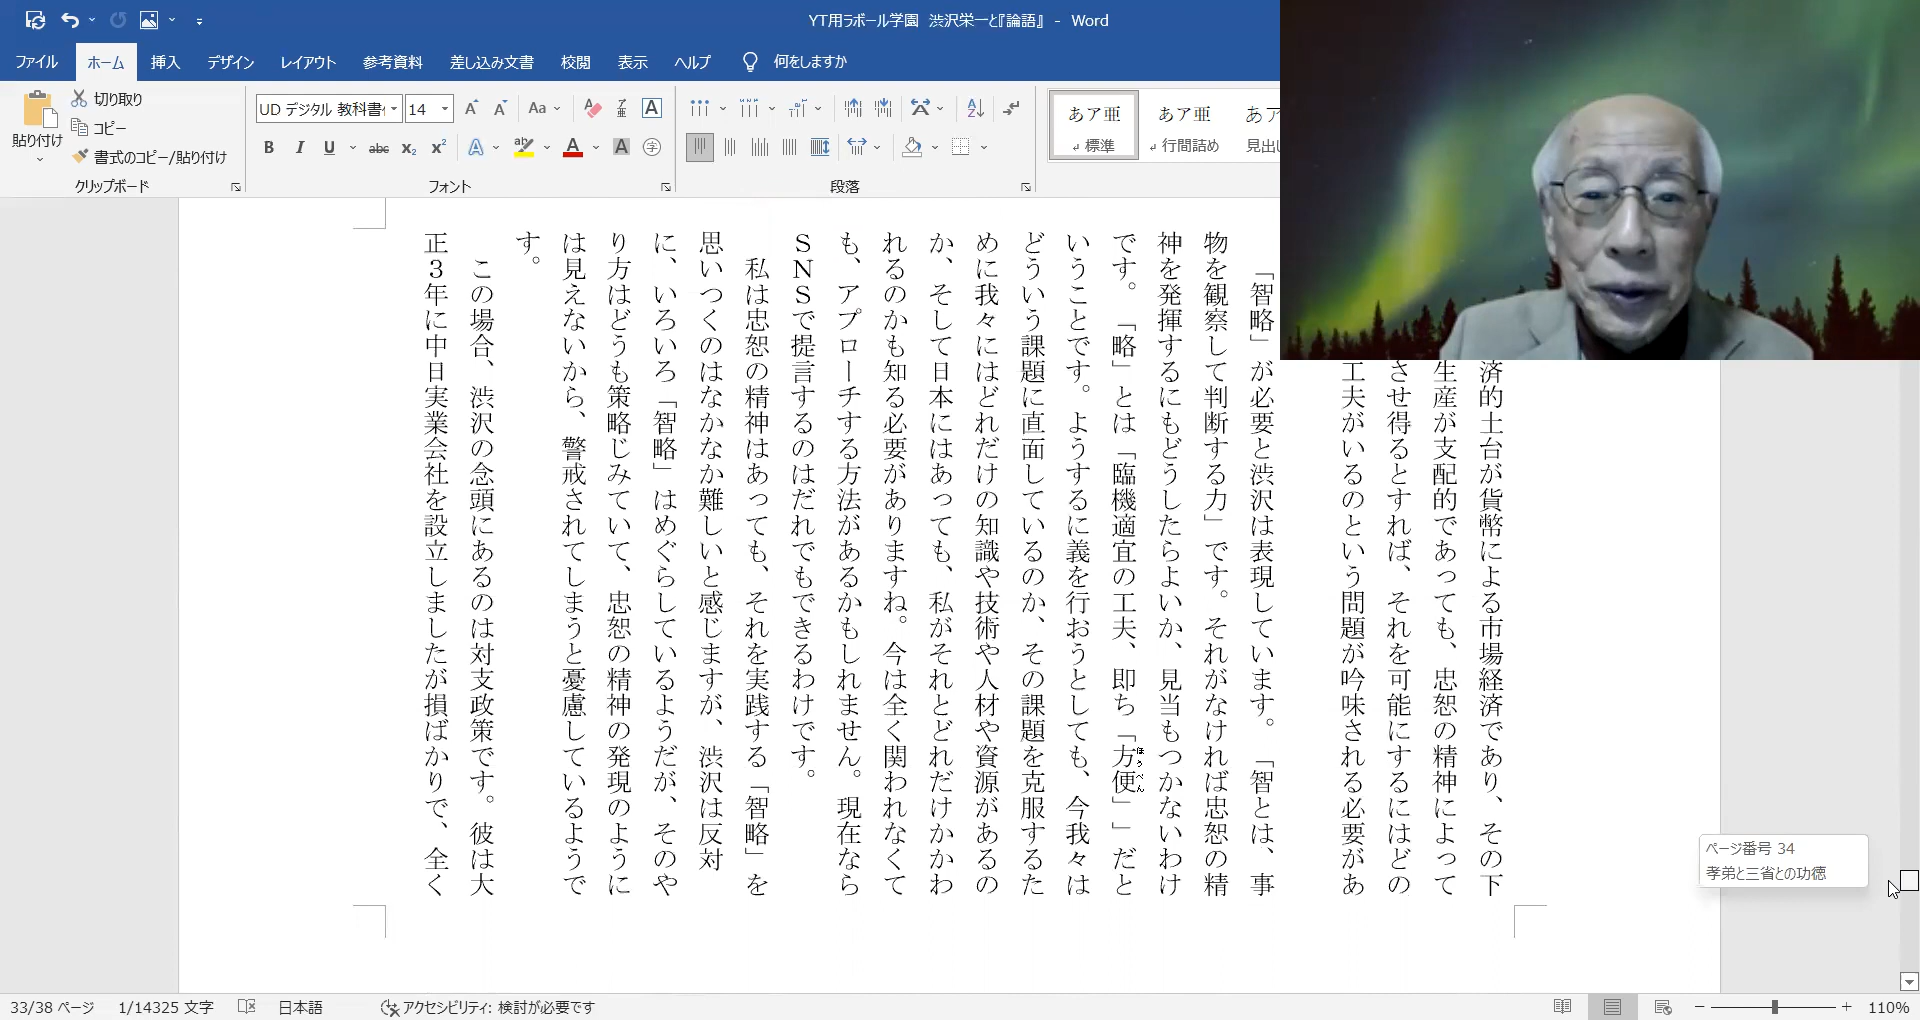 YT用ラボール学園 渋沢栄一と『論語』 - Word
ファイル ホーム 挿入 デザイン レイアウト 参考資料 差し込み文書 校閲 表示 ヘルプ 何をしますか
貼り付け
切り取り
コピー
書式のコピー/貼り付け
クリップボード
UD デジタル 教科書体 14
フォント
段落
あア亜 標準
あア亜 行間詰め
あア 見出し
済的土台が貨幣による市場経済であり、その下
生産が支配的であっても、忠恕の精神によって
させ得るとすれば、それを可能にするにはどの
工夫がいるのという問題が吟味される必要があ
「智略」が必要と渋沢は表現しています。「智とは、事
物を観察して判断する力」です。それがなければ忠恕の精
神を発揮するにもどうしたらよいか、見当もつかないわけ
です。「略」とは「臨機適宜の工夫、即ち「方便」」だと
ほうべん
いうことです。ようするに義を行おうとしても、今我々は
どういう課題に直面しているのか、その課題を克服するた
めに我々にはどれだけの知識や技術や人材や資源があるの
か、そして日本にはあっても、私がそれとどれだけかかわ
れるのかも知る必要がありますね。今は全く関われなくて
も、アプローチする方法があるかもしれません。現在なら
SNSで提言するのはだれでもできるわけです。
私は忠恕の精神はあっても、それを実践する「智略」を
思いつくのはなかなか難しいと感じますが、渋沢は反対
に、いろいろ「智略」はめぐらしているようだが、そのや
り方はどうも策略じみていて、忠恕の精神の発現のように
は見えないから、警戒されてしまうと憂慮しているようで
す。
この場合、渋沢の念頭にあるのは対支政策です。彼は大
正3年に中日実業会社を設立しましたが損ばかりで、全く
ページ番号 34
孝弟と三省との功徳
33/38 ページ 1/14325 文字 日本語 アクセシビリティ: 検討が必要です 110%